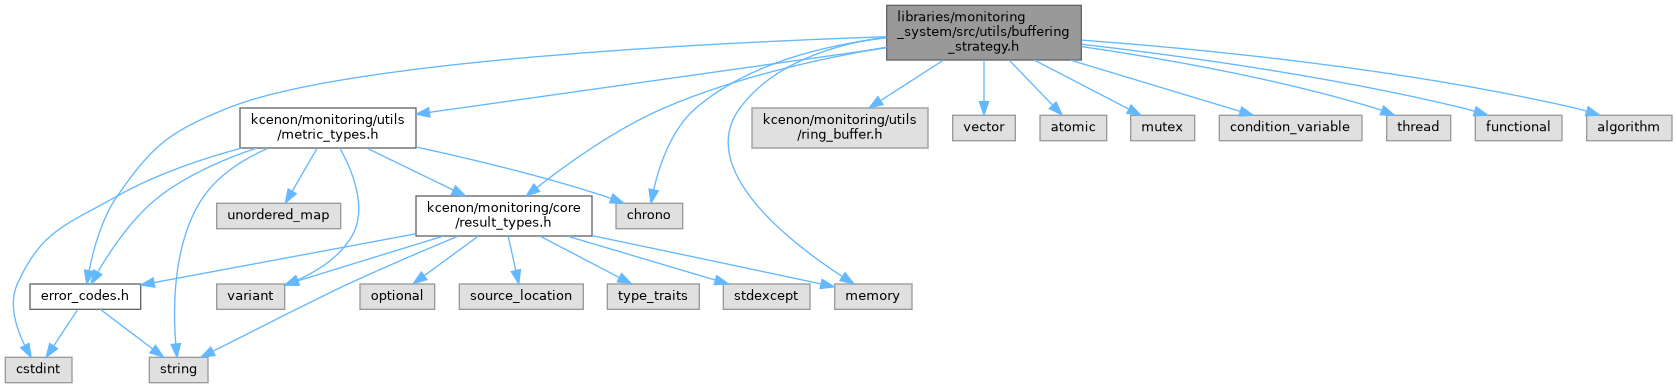 libraries/monitoring
_system/src/utils/buffering
_strategy.h
kcenon/monitoring/utils
/metric_types.h
kcenon/monitoring/utils
/ring_buffer.h
vector
atomic
mutex
condition_variable
thread
functional
algorithm
unordered_map
kcenon/monitoring/core
/result_types.h
chrono
error_codes.h
variant
optional
source_location
type_traits
stdexcept
memory
cstdint
string